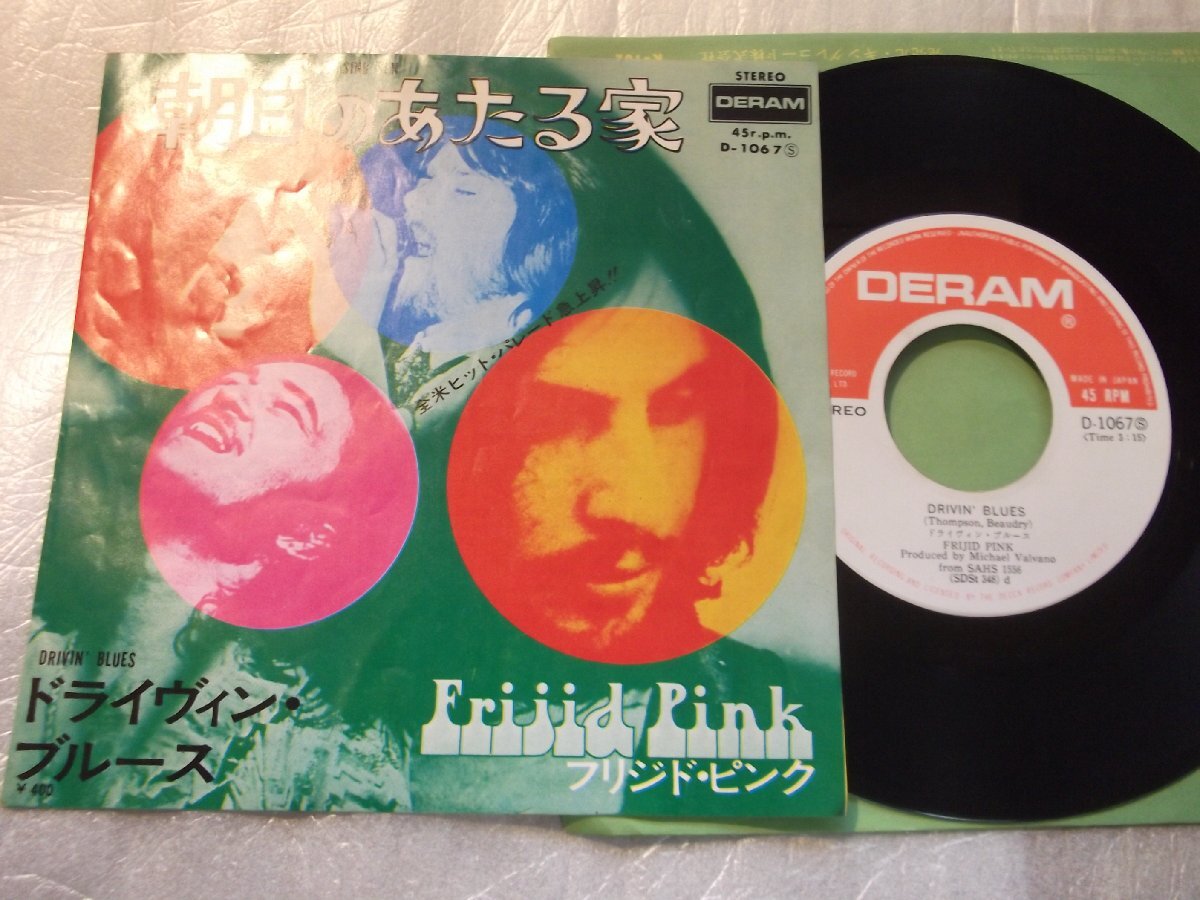 朝日のあたる家
STEREO
DERAM
45r.p.m.
D-1067Ⓢ
全米ヒット・パレード急上昇!!
DRIVIN' BLUES
ドライヴィン・
ブルース
¥400
Frijid Pink
フリジド・ピンク
DERAM
®
RECORD
LTD
MADE IN JAPAN
45 RPM
REO
D-1067Ⓢ
(Time 3:15)
DRIVIN' BLUES
(Thompson, Beaudry)
ドライヴィン・ブルース
FRIJID PINK
Produced by Michael Valvano
from SAHS 1556
(SDSt 348) d